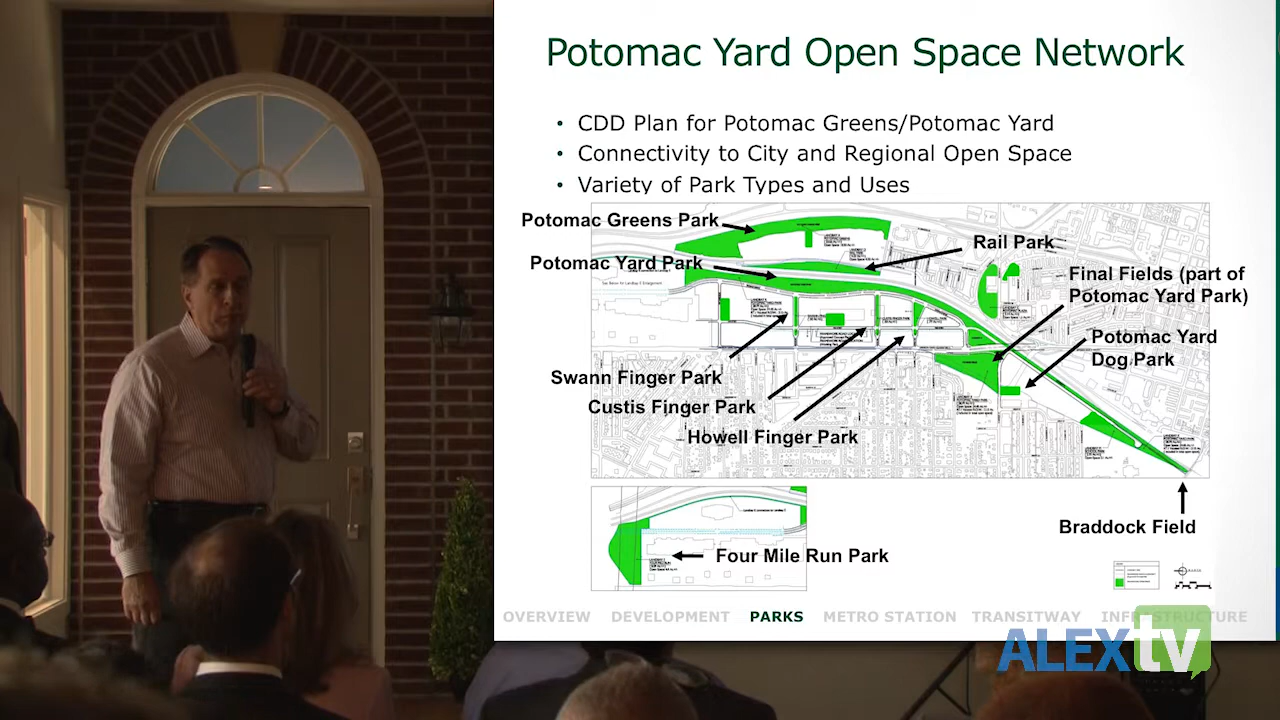 Potomac Yard Open Space Network
• CDD Plan for Potomac Greens/Potomac Yard
• Connectivity to City and Regional Open Space
• Variety of Park Types and Uses
Potomac Greens Park
Rail Park
Potomac Yard Park
Final Fields (part of
Potomac Yard Park)
Potomac Yard
Dog Park
Swann Finger Park
Custis Finger Park
Howell Finger Park
Braddock Field
Four Mile Run Park
OVERVIEW DEVELOPMENT PARKS METRO STATION TRANSITWAY INFRASTRUCTURE
ALEXtv